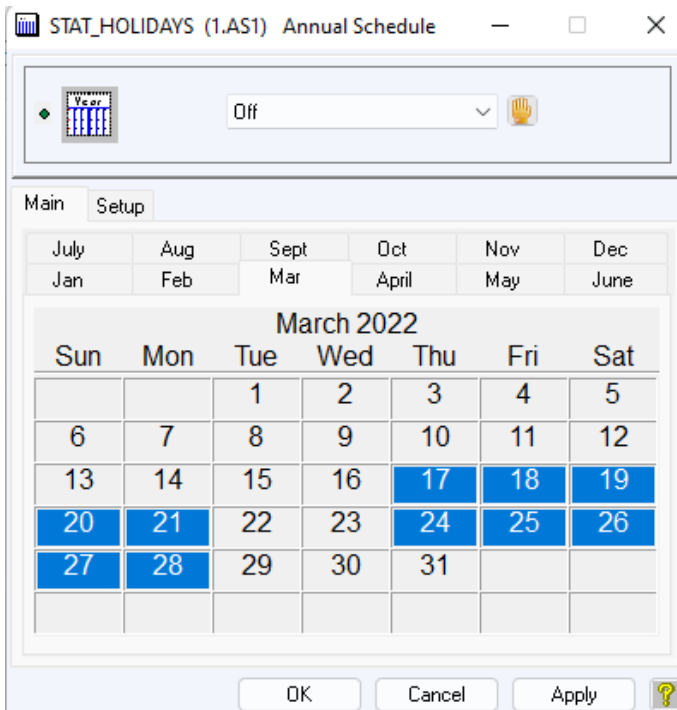 STAT_HOLIDAYS (1.AS1) Annual Schedule
Year
Off
Main Setup
July Aug Sept Oct Nov Dec
Jan Feb Mar April May June
March 2022
Sun Mon Tue Wed Thu Fri Sat
1 2 3 4 5
6 7 8 9 10 11 12
13 14 15 16 17 18 19
20 21 22 23 24 25 26
27 28 29 30 31
OK Cancel Apply ?